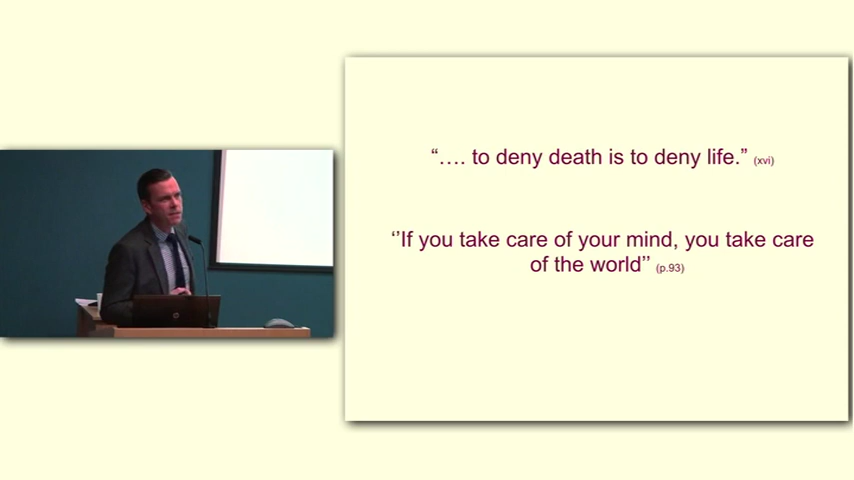 “…. to deny death is to deny life.” (xvi)
‘’If you take care of your mind, you take care
of the world’’ (p.93)